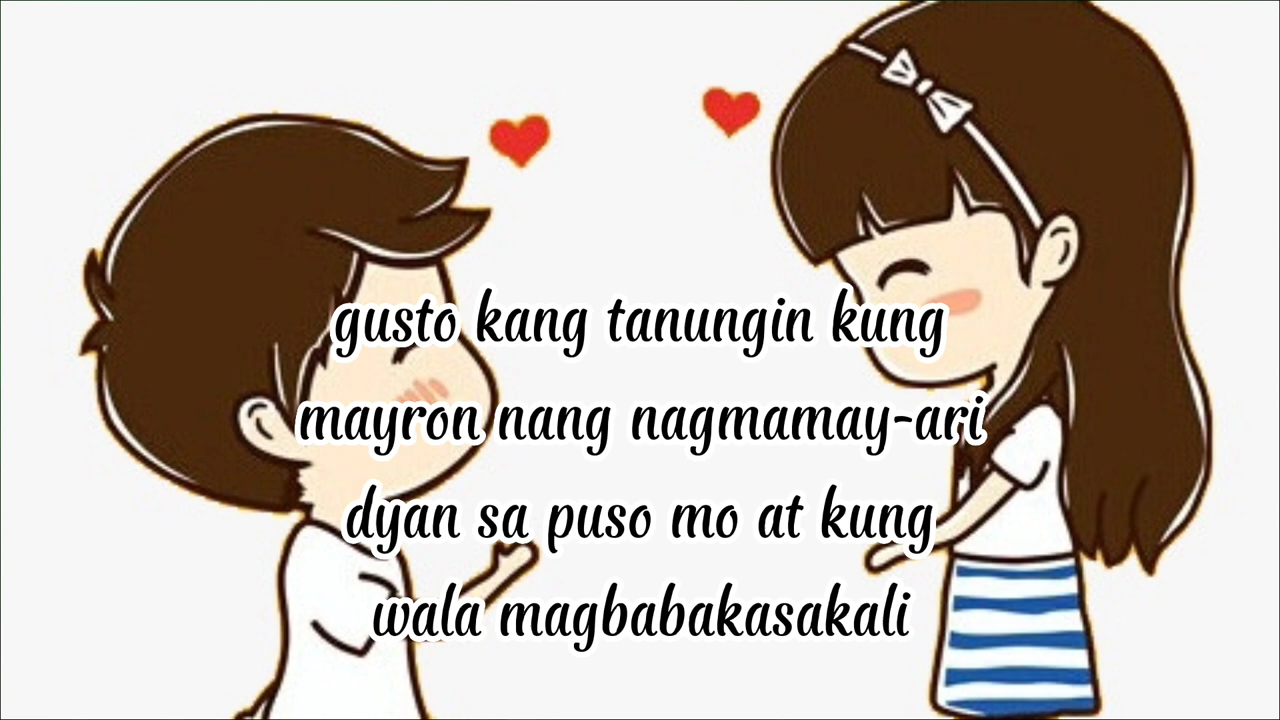 gusto kang tanungin kung
mayron nang nagmamay-ari
dyan sa puso mo at kung
wala magbabakasakali